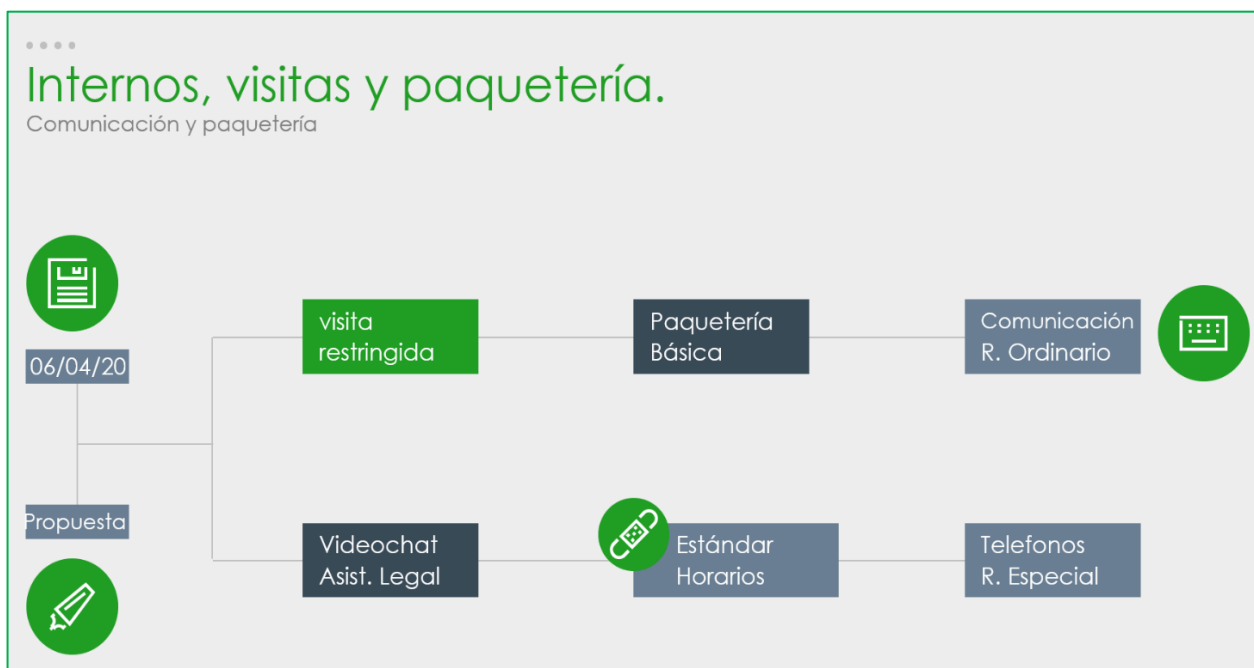 Internos, visitas y paquetería.
Comunicación y paquetería
06/04/20
visita
restringida
Paquetería
Básica
Comunicación
R. Ordinario
Propuesta
Videochat
Asist. Legal
Estándar
Horarios
Telefonos
R. Especial